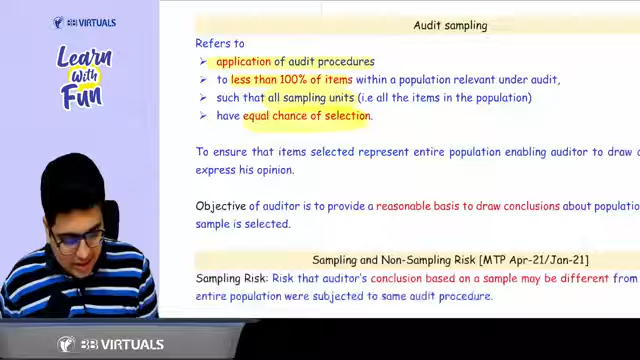 BB VIRTUALS
Learn
With
Fun
Audit sampling
Refers to
➤ application of audit procedures
➤ to less than 100% of items within a population relevant under audit,
➤ such that all sampling units (i.e all the items in the population)
➤ have equal chance of selection.
To ensure that items selected represent entire population enabling auditor to draw
express his opinion.
Objective of auditor is to provide a reasonable basis to draw conclusions about population
sample is selected.
Sampling and Non-Sampling Risk [MTP Apr-21/Jan-21]
Sampling Risk: Risk that auditor's conclusion based on a sample may be different from
entire population were subjected to same audit procedure.
BB VIRTUALS
BB VIRTUALS